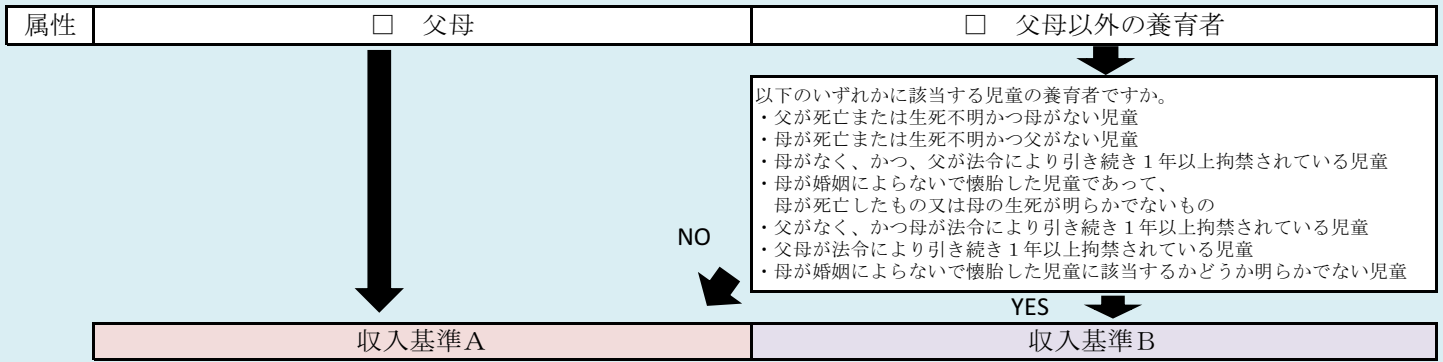 属性
□ 父母
□ 父母以外の養育者
以下のいずれかに該当する児童の養育者ですか。
・父が死亡または生死不明かつ母がない児童
・母が死亡または生死不明かつ父がない児童
・母がなく、かつ、父が法令により引き続き１年以上拘禁されている児童
・母が婚姻によらないで懐胎した児童であって、
母が死亡したもの又は母の生死が明らかでないもの
・父がなく、かつ母が法令により引き続き１年以上拘禁されている児童
・父母が法令により引き続き１年以上拘禁されている児童
・母が婚姻によらないで懐胎した児童に該当するかどうか明らかでない児童
NO
YES
収入基準Ａ
収入基準Ｂ